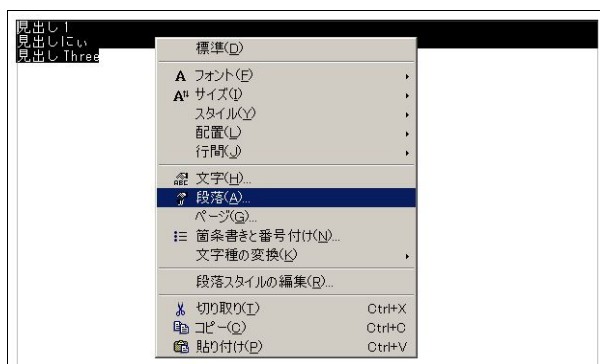 見出し 1
見出しにぃ
見出し Three
標準(D)
フォント(F)
サイズ(I)
スタイル(Y)
配置(L)
行間(J)
文字(H)...
段落(A)...
ページ(G)...
箇条書きと番号付け(N)...
文字種の変換(K)
段落スタイルの編集(R)...
切り取り(T) Ctrl+X
コピー(C) Ctrl+C
貼り付け(P) Ctrl+V